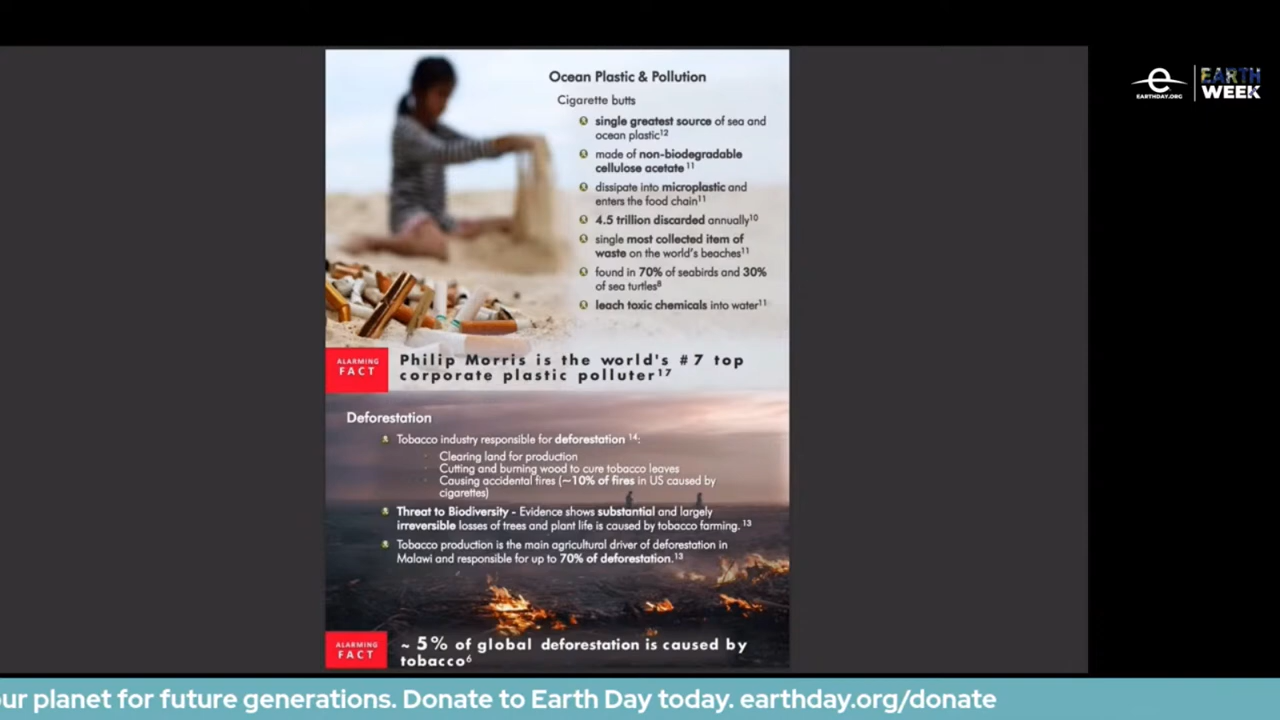 Ocean Plastic & Pollution
Cigarette butts
single greatest source of sea and
ocean plastic12
made of non-biodegradable
cellulose acetate 11
dissipate into microplastic and
enters the food chain11
4.5 trillion discarded annually10
single most collected item of
waste on the world's beaches11
found in 70% of seabirds and 30%
of sea turtles8
leach toxic chemicals into water11
ALARMING
FACT
Philip Morris is the world's #7 top
corporate plastic polluter17
Deforestation
Tobacco industry responsible for deforestation 14:
Clearing land for production
Cutting and burning wood to cure tobacco leaves
Causing accidental fires (~10% of fires in US caused by
cigarettes)
Threat to Biodiversity - Evidence shows substantial and largely
irreversible losses of trees and plant life is caused by tobacco farming. 13
Tobacco production is the main agricultural driver of deforestation in
Malawi and responsible for up to 70% of deforestation.13
ALARMING
FACT
~ 5% of global deforestation is caused by
tobacco6
EARTHDAY.ORG
EARTH
WEEK
our planet for future generations. Donate to Earth Day today. earthday.org/donate